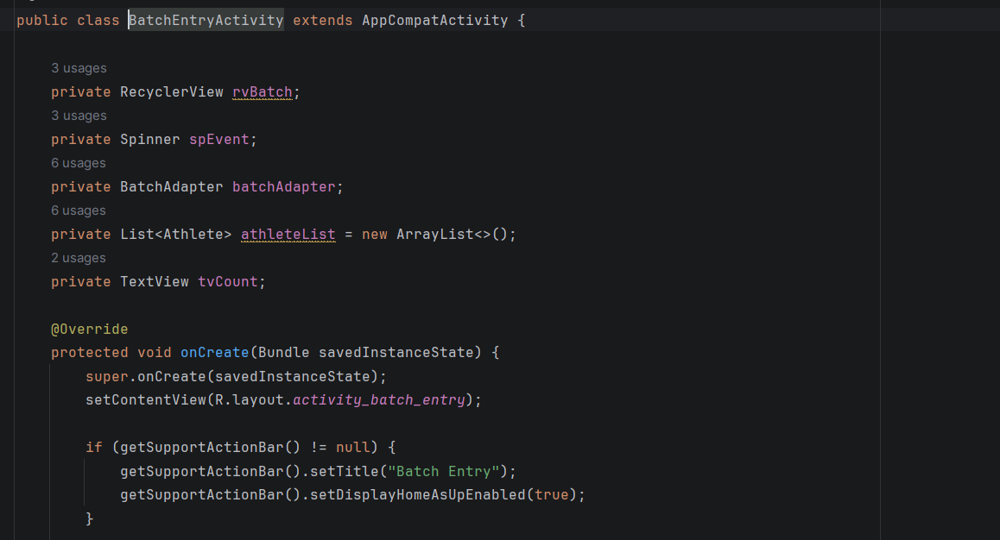 public class BatchEntryActivity extends AppCompatActivity {
3 usages
private RecyclerView rvBatch;
3 usages
private Spinner spEvent;
6 usages
private BatchAdapter batchAdapter;
6 usages
private List<Athlete> athleteList = new ArrayList<>();
2 usages
private TextView tvCount;
@Override
protected void onCreate(Bundle savedInstanceState) {
super.onCreate(savedInstanceState);
setContentView(R.layout.activity_batch_entry);
if (getSupportActionBar() != null) {
getSupportActionBar().setTitle("Batch Entry");
getSupportActionBar().setDisplayHomeAsUpEnabled(true);
}